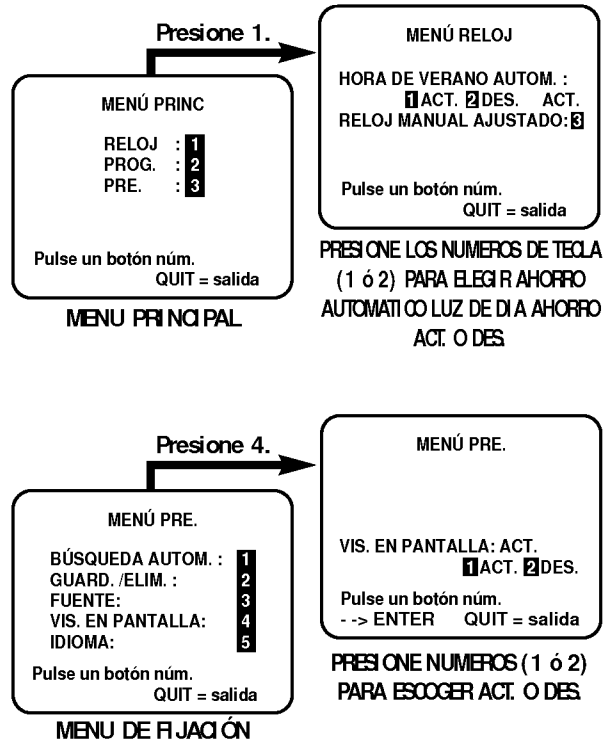 Presione 1.
MENÚ PRINC
RELOJ : 1
PROG. : 2
PRE. : 3
Pulse un botón núm.
QUIT = salida
MENU PRINCIPAL
MENÚ RELOJ
HORA DE VERANO AUTOM. :
1 ACT. 2 DES. ACT.
RELOJ MANUAL AJUSTADO: 3
Pulse un botón núm.
QUIT = salida
PRESIONE LOS NUMEROS DE TECLA
(1 ó 2) PARA ELEGIR AHORRO
AUTOMATICO LUZ DE DIA AHORRO
ACT. O DES.
Presione 4.
MENÚ PRE.
BÚSQUEDA AUTOM. : 1
GUARD. /ELIM. : 2
FUENTE: 3
VIS. EN PANTALLA: 4
IDIOMA: 5
Pulse un botón núm.
QUIT = salida
MENU DE FIJACIÓN
MENÚ PRE.
VIS. EN PANTALLA: ACT.
1 ACT. 2 DES.
Pulse un botón núm.
- -> ENTER QUIT = salida
PRESIONE NUMEROS (1 ó 2)
PARA ESCOGER ACT. O DES.